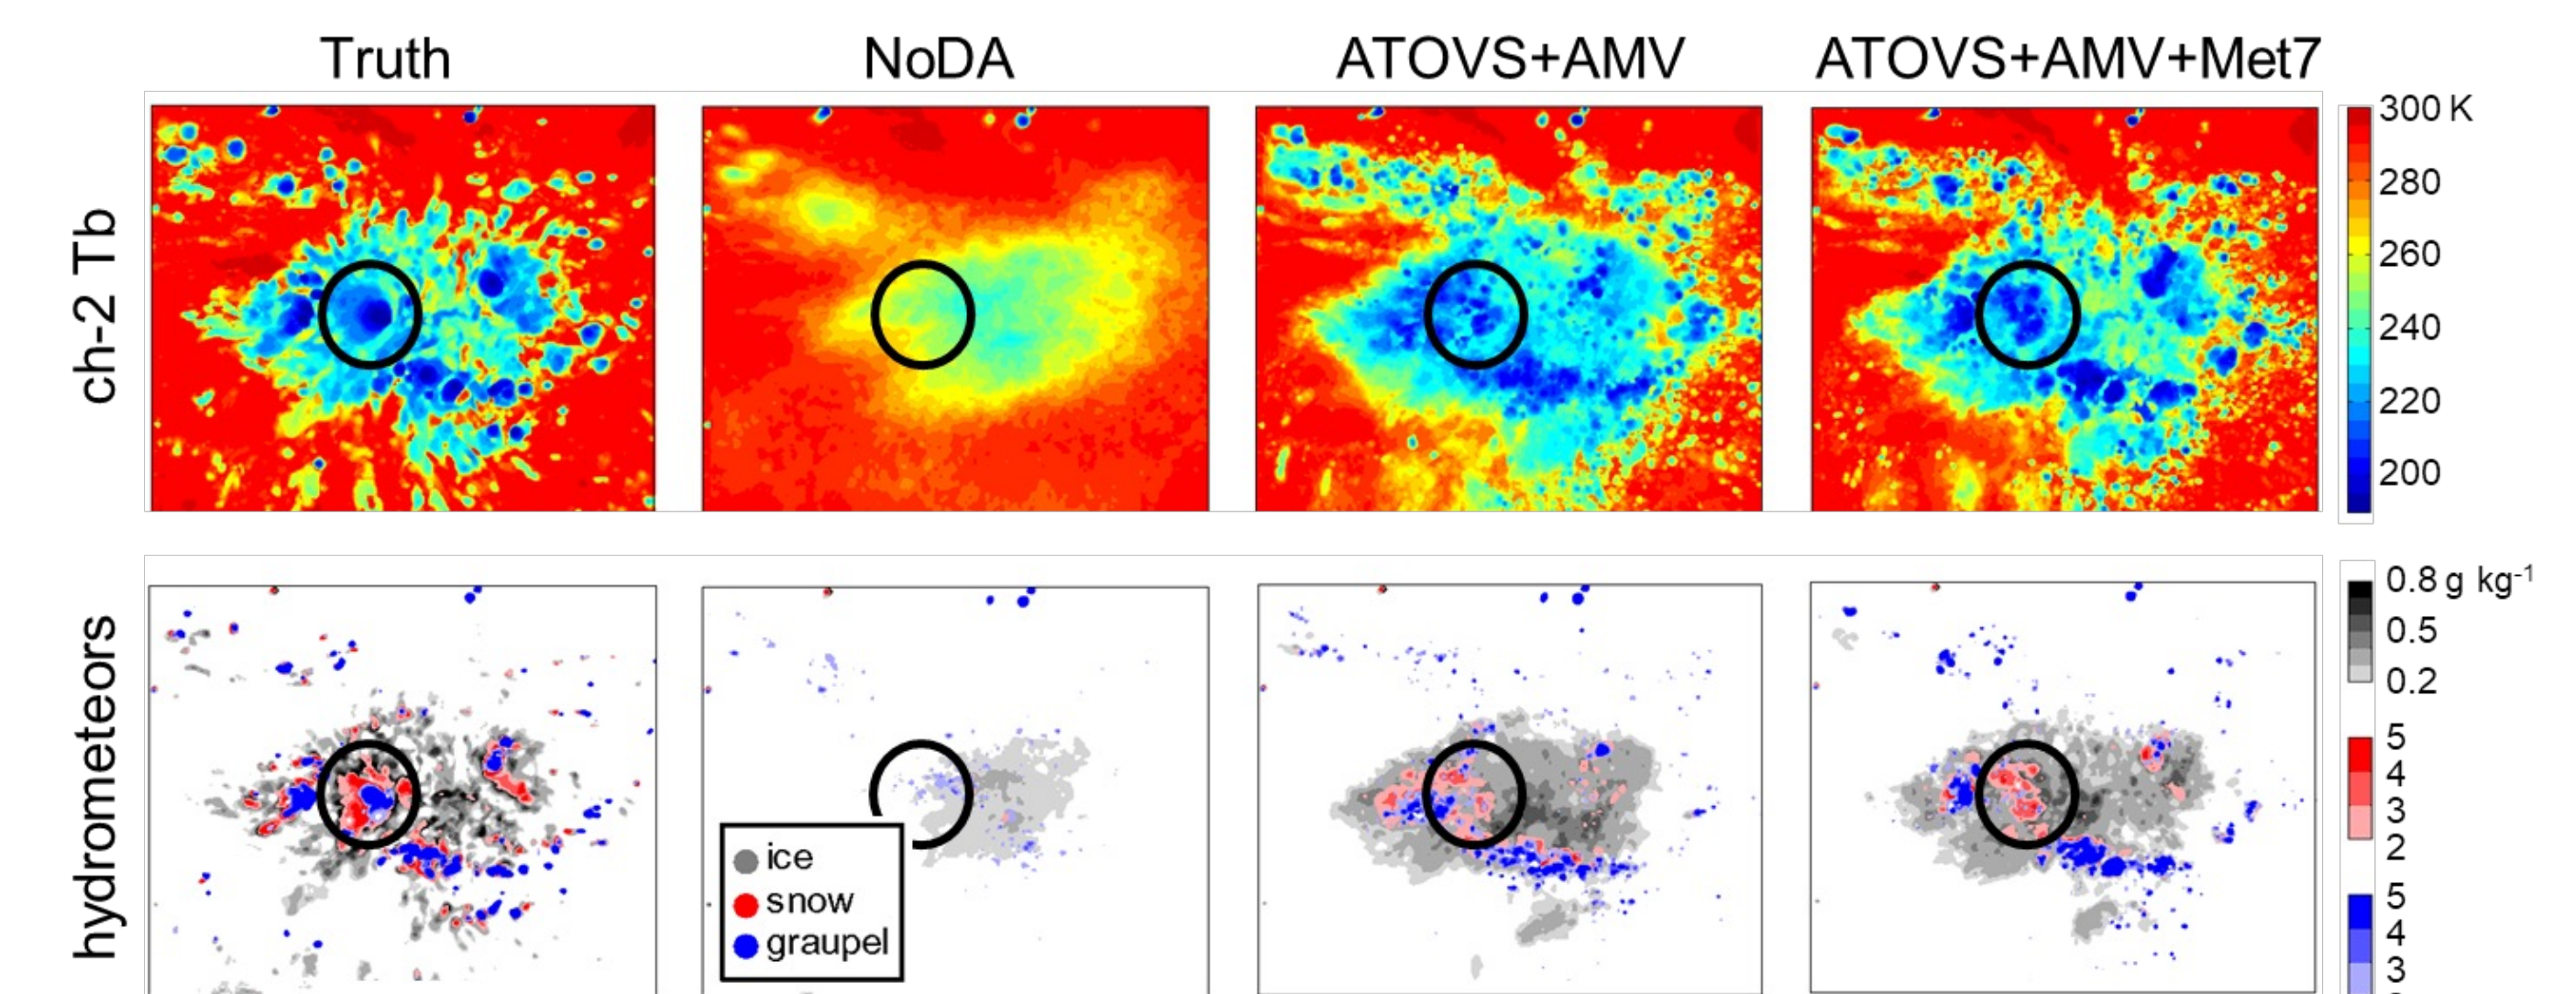 Truth NoDA ATOVS+AMV ATOVS+AMV+Met7
ch-2 Tb
300 K
280
260
240
220
200
hydrometeors
ice
snow
graupel
0.8 g kg-1
0.5
0.2
5
4
3
2
5
4
3